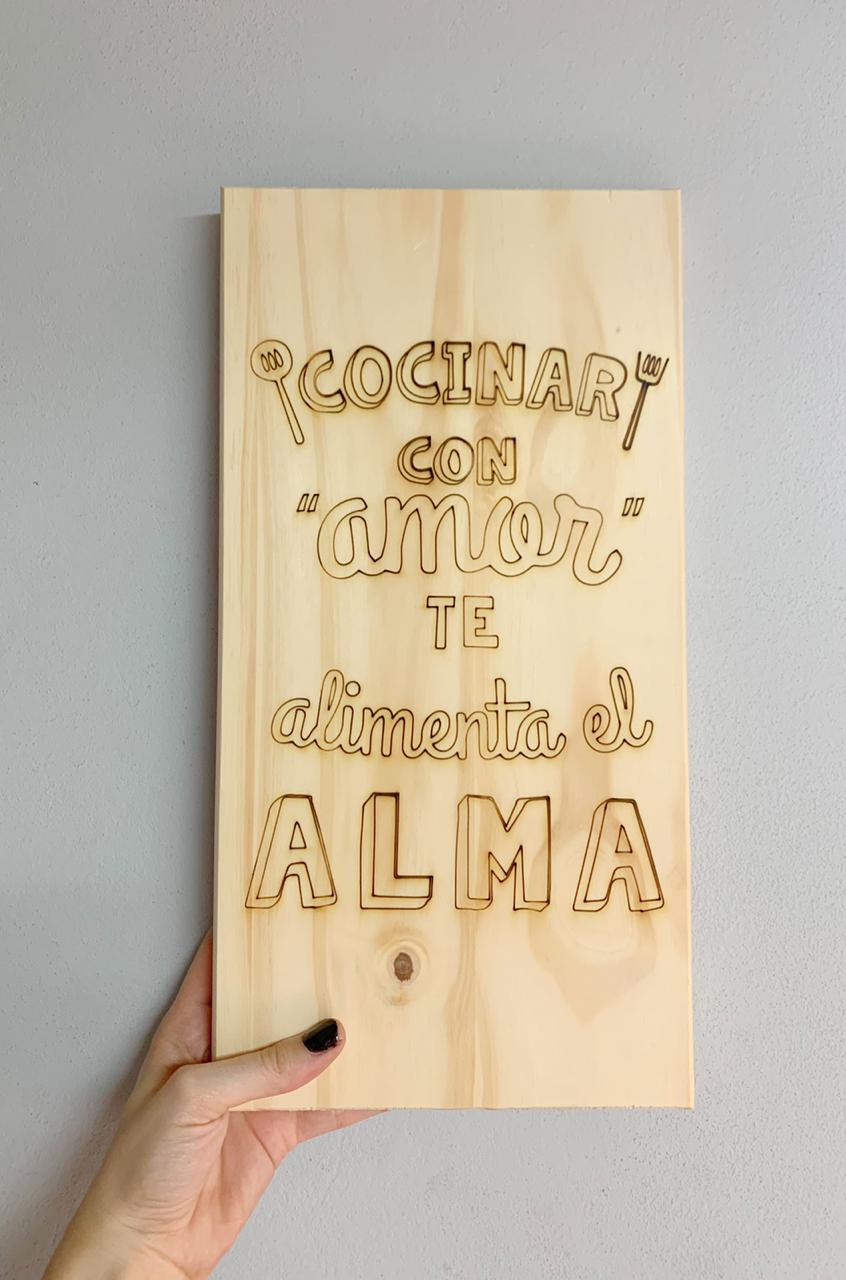 COCINAR
CON
"amor"
TE
alimenta el
ALMA